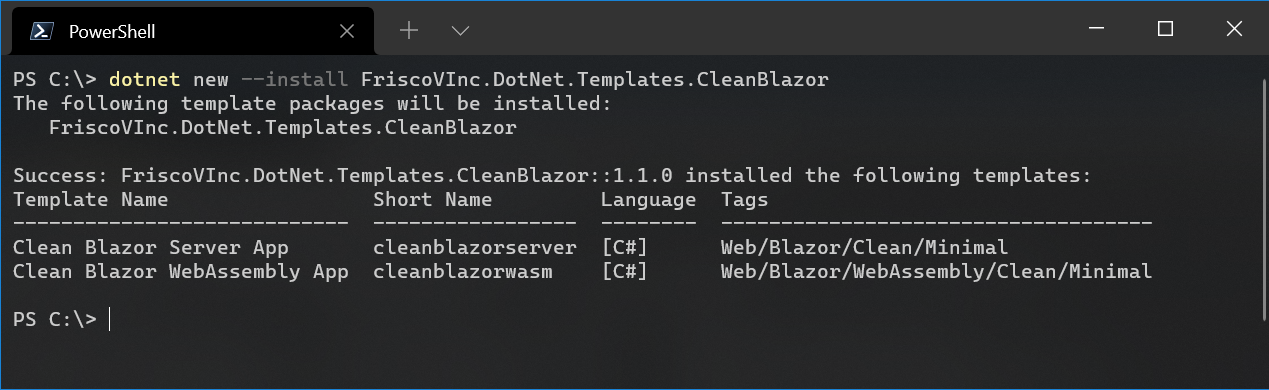 PowerShell
PS C:\> dotnet new --install FriscoVInc.DotNet.Templates.CleanBlazor
The following template packages will be installed:
   FriscoVInc.DotNet.Templates.CleanBlazor
Success: FriscoVInc.DotNet.Templates.CleanBlazor::1.1.0 installed the following templates:
Template Name                 Short Name         Language  Tags
----------------------------  -----------------  --------  ------------------------------------
Clean Blazor Server App       cleanblazorserver  [C#]      Web/Blazor/Clean/Minimal
Clean Blazor WebAssembly App  cleanblazorwasm    [C#]      Web/Blazor/WebAssembly/Clean/Minimal
PS C:\>